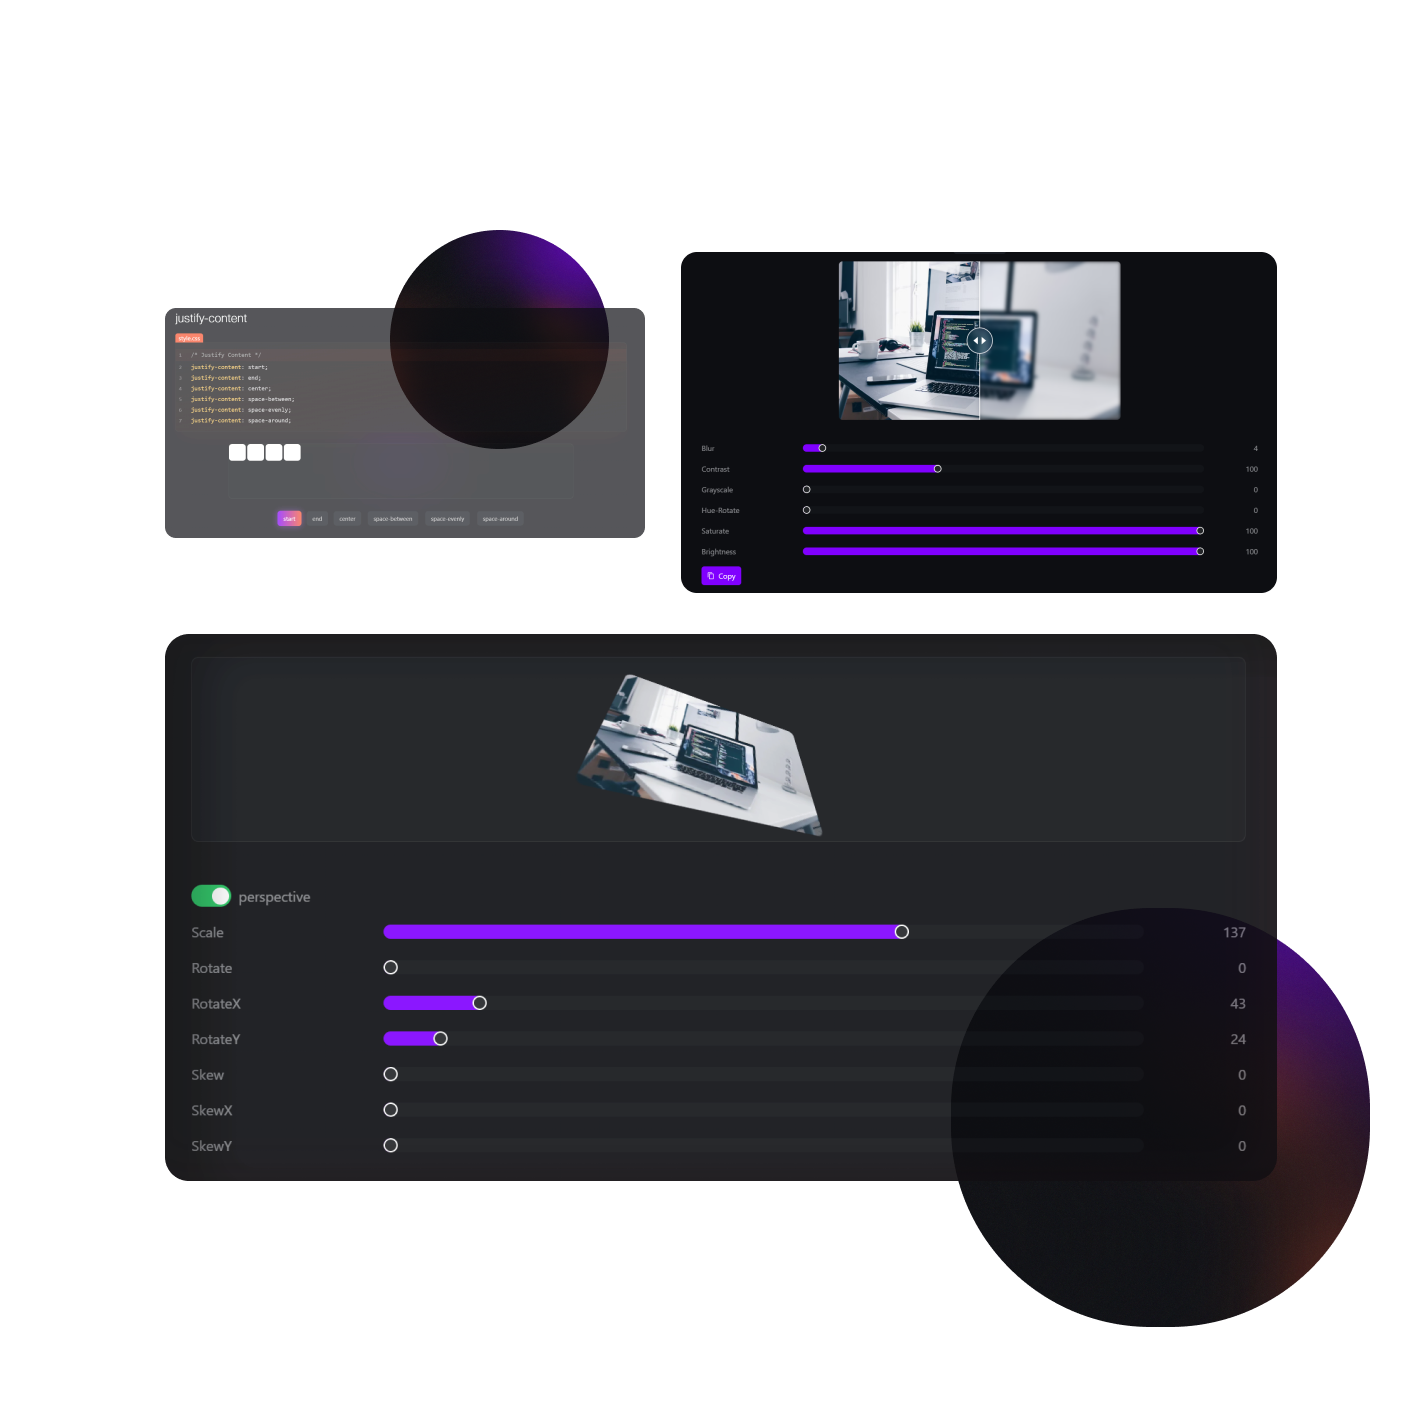 justify-content
style.css
1 /* Justify Content */
2 justify-content: start;
3 justify-content: end;
4 justify-content: center;
5 justify-content: space-between;
6 justify-content: space-evenly;
7 justify-content: space-around;
start end center space-between space-evenly space-around
Blur 4
Contrast 100
Grayscale 0
Hue-Rotate 0
Saturate 100
Brightness 100
Copy
perspective
Scale 137
Rotate 0
RotateX 43
RotateY 24
Skew 0
SkewX 0
SkewY 0